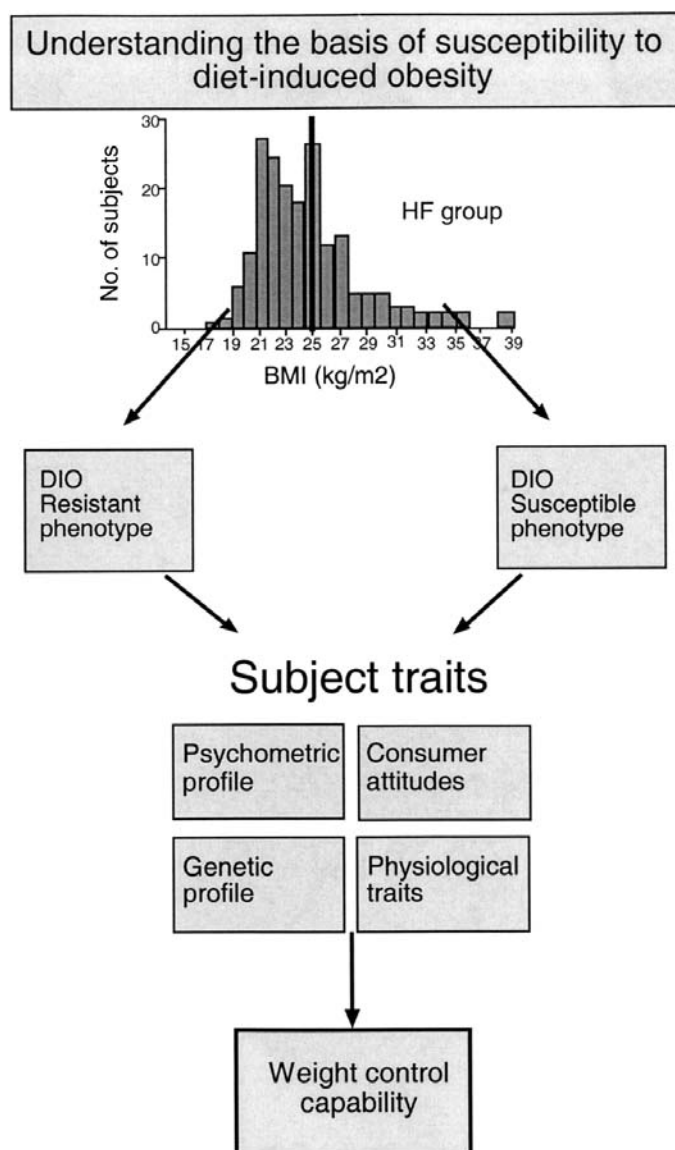 Understanding the basis of susceptibility to
diet-induced obesity
30
20
10
0
No. of subjects
HF group
15 17 19 21 23 25 27 29 31 33 35 37 39
BMI (kg/m2)
DIO
Resistant
phenotype
DIO
Susceptible
phenotype
Subject traits
Psychometric
profile
Consumer
attitudes
Genetic
profile
Physiological
traits
Weight control
capability